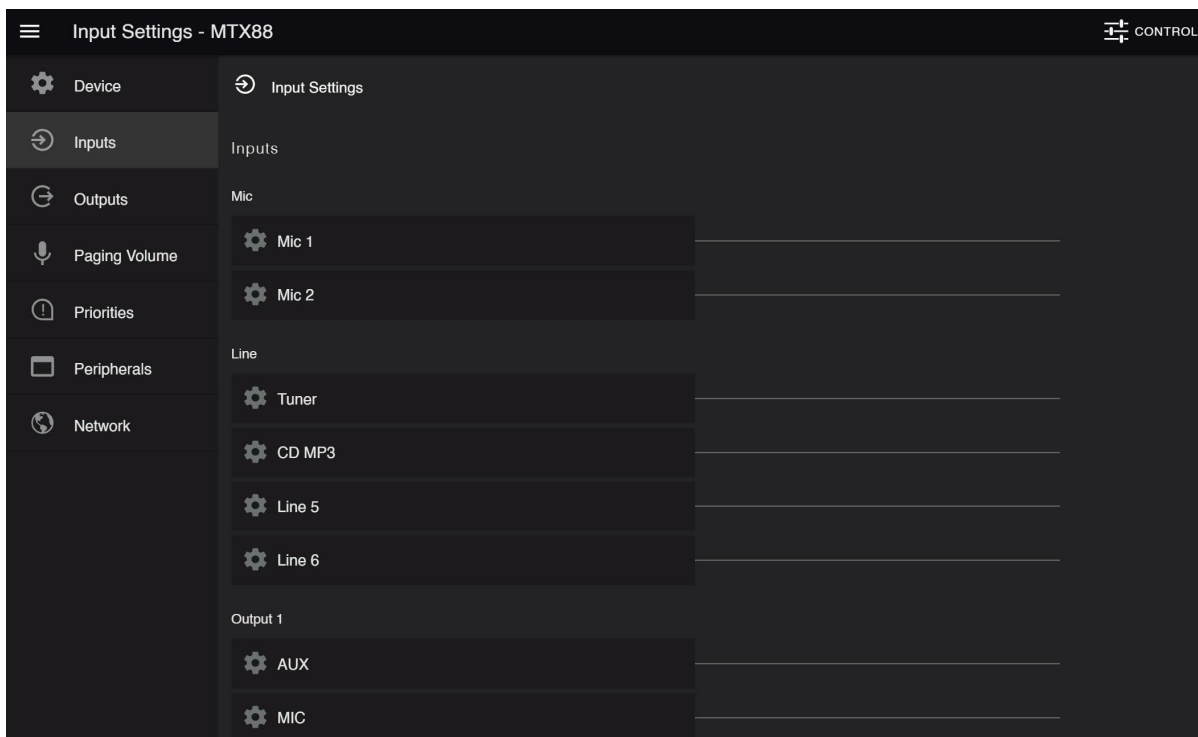 Input Settings - MTX88
CONTROL
Device
Inputs
Outputs
Paging Volume
Priorities
Peripherals
Network
Input Settings
Inputs
Mic
Mic 1
Mic 2
Line
Tuner
CD MP3
Line 5
Line 6
Output 1
AUX
MIC